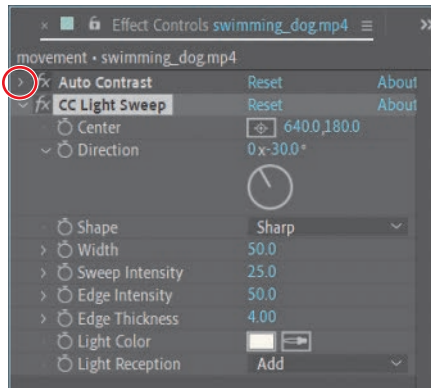 Effect Controls swimming_dog.mp4
movement • swimming_dog.mp4
fx Auto Contrast Reset About
fx CC Light Sweep Reset About
Center 640.0,180.0
Direction 0x-30.0°
Shape Sharp
Width 50.0
Sweep Intensity 25.0
Edge Intensity 50.0
Edge Thickness 4.00
Light Color
Light Reception Add